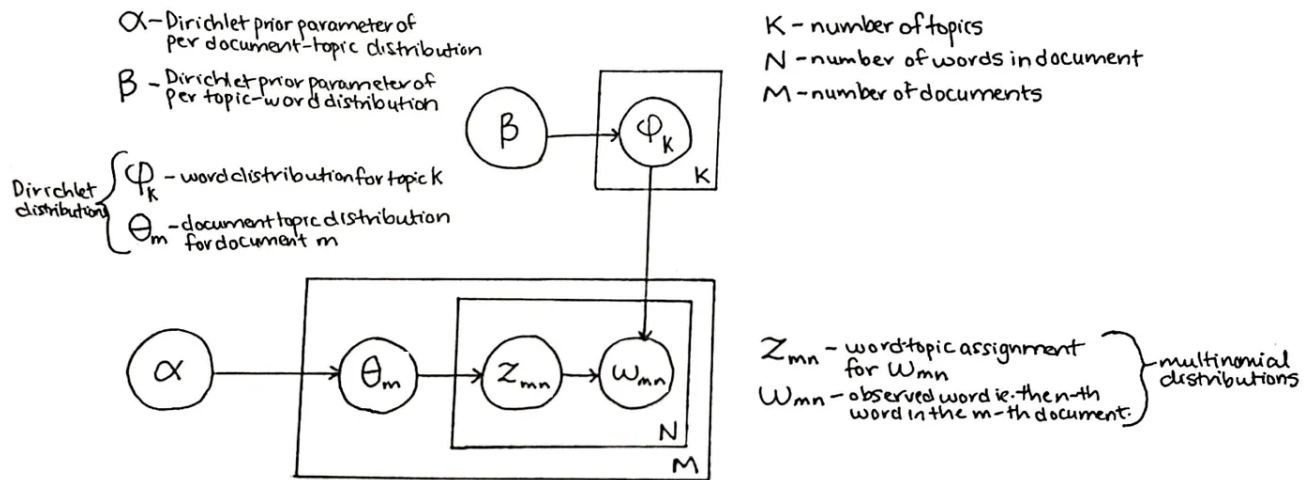 α - Dirichlet prior parameter of
per document-topic distribution
β - Dirichlet prior parameter of
per topic-word distribution
K - number of topics
N - number of words in document
M - number of documents
Dirichlet
distributions
φk - word distribution for topic k
θm - document topic distribution
for document m
β
φk
K
α
θm
Zmn
ωmn
N
M
Zmn - word-topic assignment
for ωmn
ωmn - observed word ie. the n-th
word in the m-th document.
multinomial
distributions